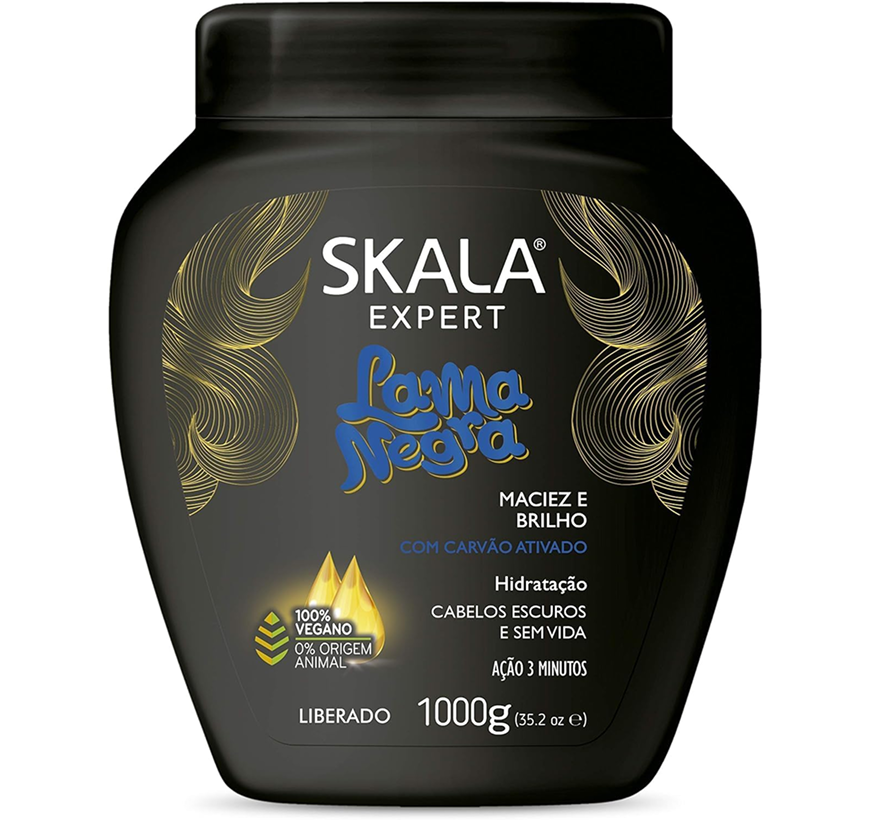 SKALA®
EXPERT
Lama
Negra
MACIEZ E
BRILHO
COM CARVÃO ATIVADO
Hidratação
CABELOS ESCUROS
E SEM VIDA
AÇÃO 3 MINUTOS
100%
VEGANO
0% ORIGEM
ANIMAL
LIBERADO 1000g (35.2 oz ℮)